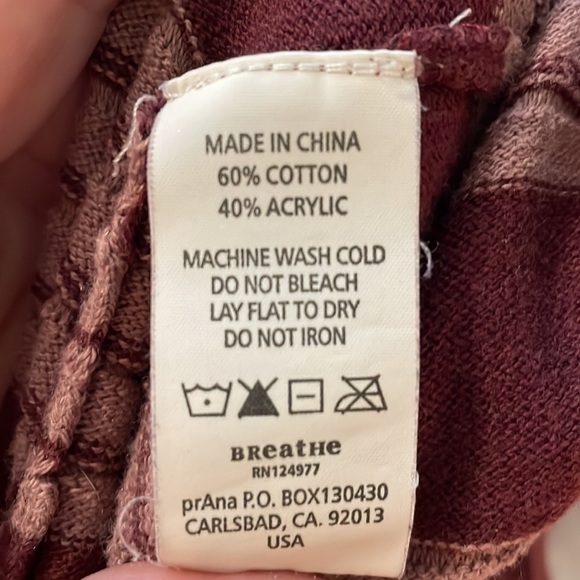 MADE IN CHINA
60% COTTON
40% ACRYLIC
MACHINE WASH COLD
DO NOT BLEACH
LAY FLAT TO DRY
DO NOT IRON
BReatHe
RN124977
prAna P.O. BOX130430
CARLSBAD, CA. 92013
USA